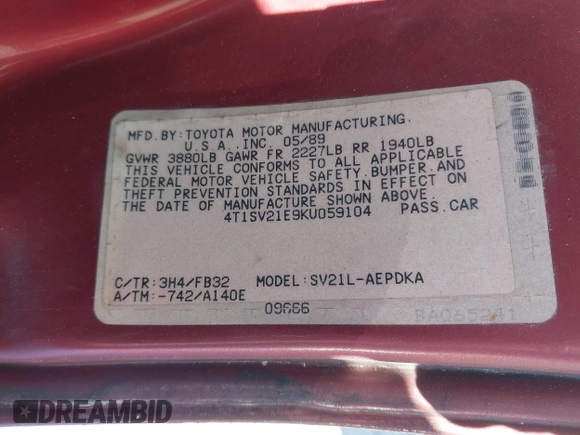 MFD.BY:TOYOTA MOTOR MANUFACTURING.
U.S.A.,INC. 05/89
GVWR 3880LB GAWR FR 2227LB RR 1940LB
THIS VEHICLE CONFORMS TO ALL APPLICABLE
FEDERAL MOTOR VEHICLE SAFETY,BUMPER,AND
THEFT PREVENTION STANDARDS IN EFFECT ON
THE DATE OF MANUFACTURE SHOWN ABOVE.
4T1SV21E9KU059104 PASS.CAR
C/TR:3H4/FB32 MODEL:SV21L-AEPDKA
A/TM:-742/A140E
09666
BA065241
DREAMBID